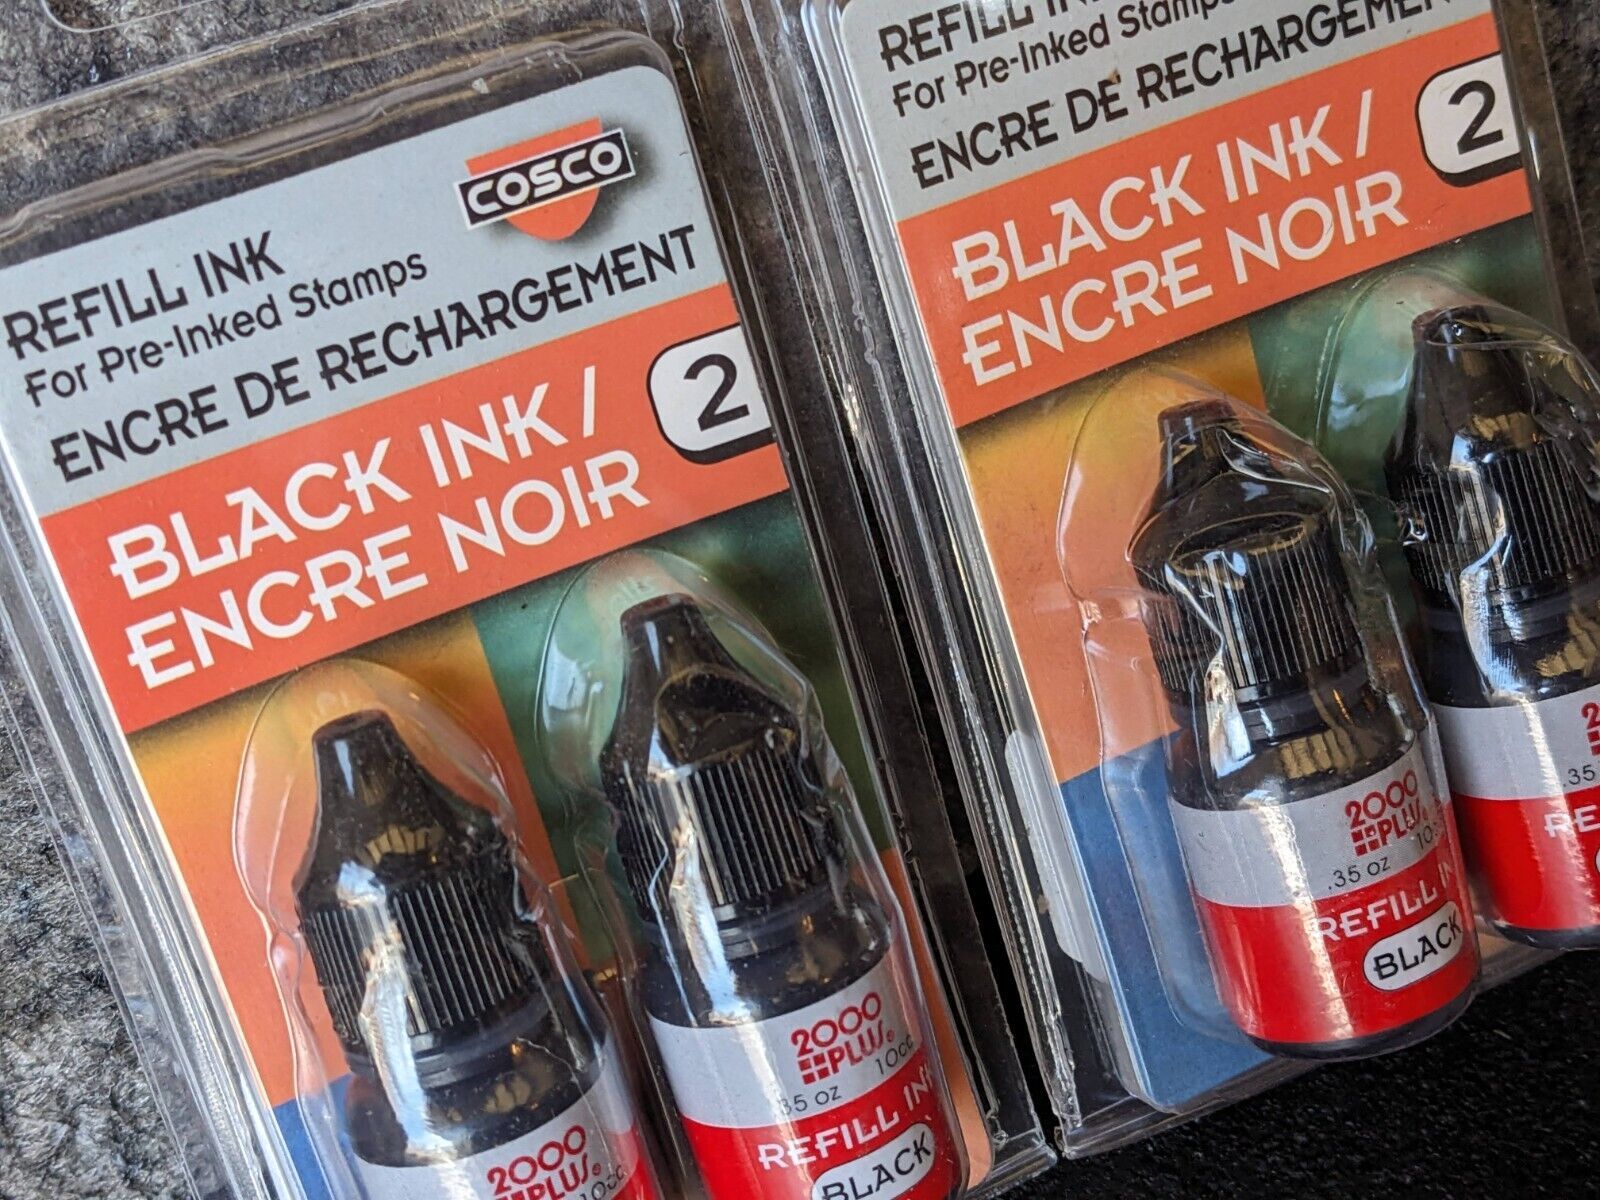 COSCO
REFILL INK
For Pre-Inked Stamps
ENCRE DE RECHARGEMENT
BLACK INK /
ENCRE NOIR
2
2000
PLUS®
10cc
2000
PLUS®
.35 oz 10cc
REFILL INK
BLACK
REFILL
For Pre-Inked Stamps
ENCRE DE RECHARGEMENT
BLACK INK /
ENCRE NOIR
2
2000
PLUS®
.35 oz
REFILL
BLACK
.35